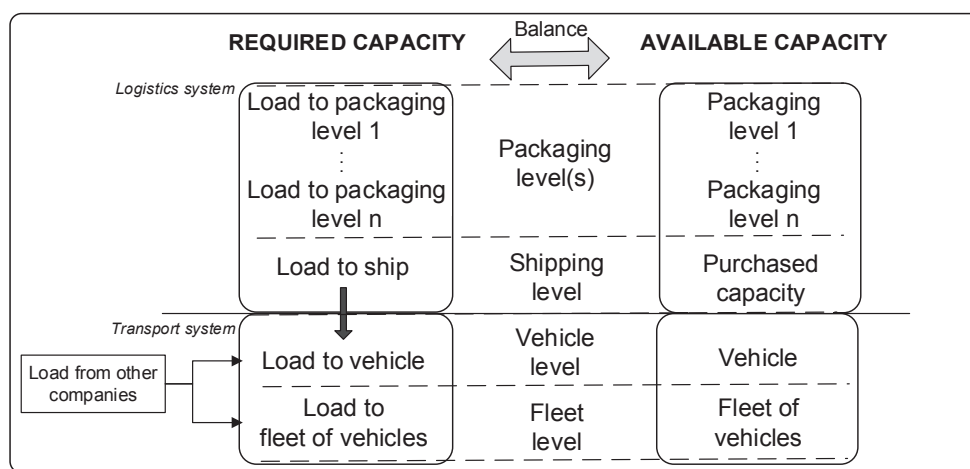 Balance
REQUIRED CAPACITY
AVAILABLE CAPACITY
Logistics system
Load to packaging
level 1
Load to packaging
level n
Packaging
level(s)
Packaging
level 1
Packaging
level n
Load to ship
Shipping
level
Purchased
capacity
Transport system
Load from other
companies
Load to vehicle
Vehicle
level
Vehicle
Load to
fleet of vehicles
Fleet
level
Fleet of
vehicles